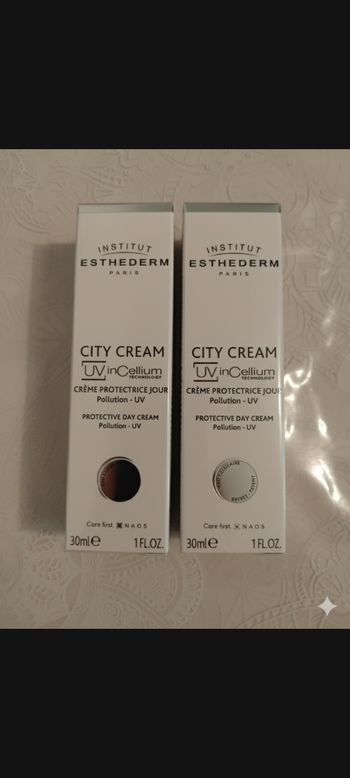 INSTITUT
ESTHEDERM
PARIS
CITY CREAM
UV inCellium
TECHNOLOGY
CRÈME PROTECTRICE JOUR
Pollution - UV
PROTECTIVE DAY CREAM
Pollution - UV
Care first. NAOS
30ml℮ 1 FL.OZ.
INSTITUT
ESTHEDERM
PARIS
CITY CREAM
UV inCellium
TECHNOLOGY
CRÈME PROTECTRICE JOUR
Pollution - UV
PROTECTIVE DAY CREAM
Pollution - UV
EAU CELLULAIRE
Care first. NAOS
30ml℮ 1 FL.OZ.